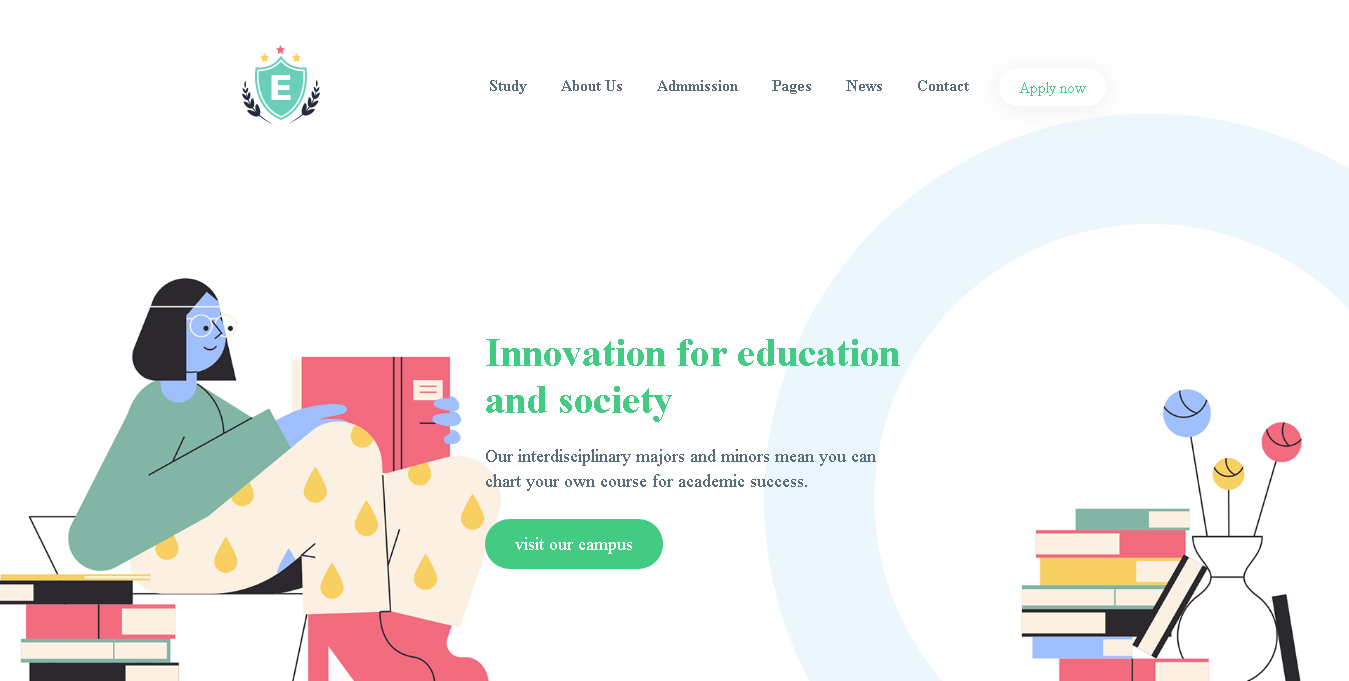 E
Study About Us Admmission Pages News Contact Apply now
Innovation for education
and society
Our interdisciplinary majors and minors mean you can
chart your own course for academic success.
visit our campus